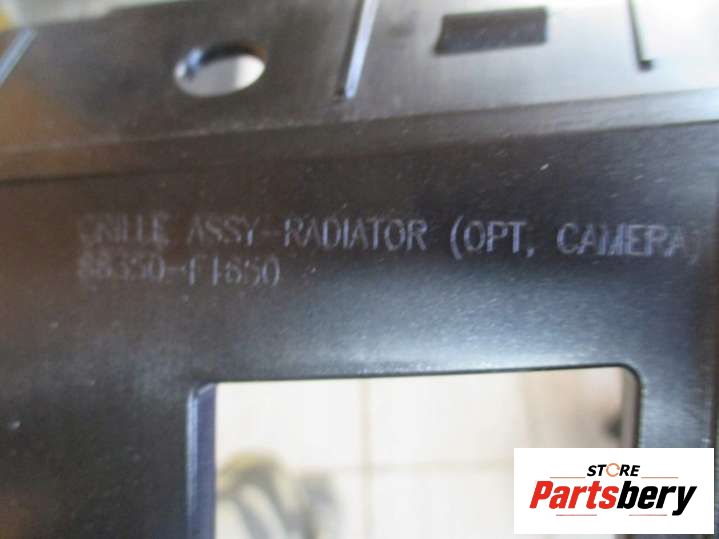 GRILLE ASSY-RADIATOR (OPT, CAMERA)
86350-F1650
STORE
Partsbery